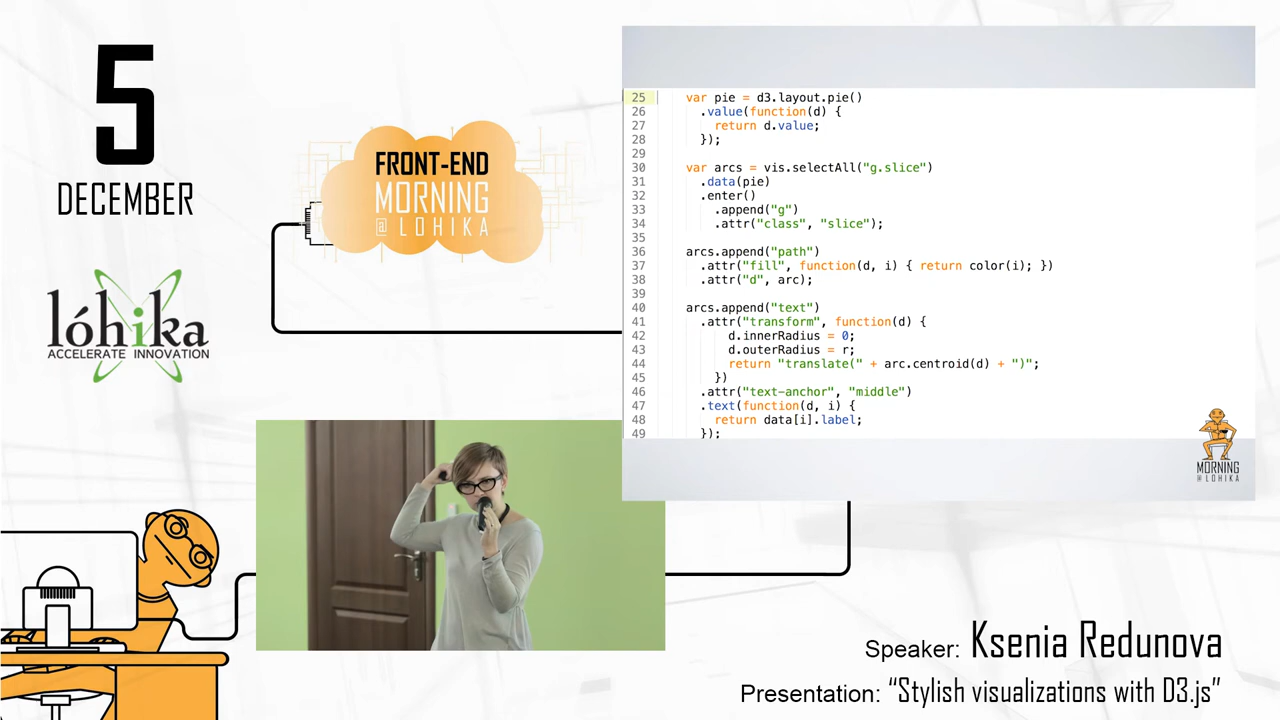 5
DECEMBER
lóhika
ACCELERATE INNOVATION
FRONT-END
MORNING
@ LOHIKA
25 var pie = d3.layout.pie()
26 .value(function(d) {
27 return d.value;
28 });
29
30 var arcs = vis.selectAll("g.slice")
31 .data(pie)
32 .enter()
33 .append("g")
34 .attr("class", "slice");
35
36 arcs.append("path")
37 .attr("fill", function(d, i) { return color(i); })
38 .attr("d", arc);
39
40 arcs.append("text")
41 .attr("transform", function(d) {
42 d.innerRadius = 0;
43 d.outerRadius = r;
44 return "translate(" + arc.centroid(d) + ")";
45 })
46 .attr("text-anchor", "middle")
47 .text(function(d, i) {
48 return data[i].label;
49 });
MORNING
@ LOHIKA
Speaker: Ksenia Redunova
Presentation: “Stylish visualizations with D3.js”